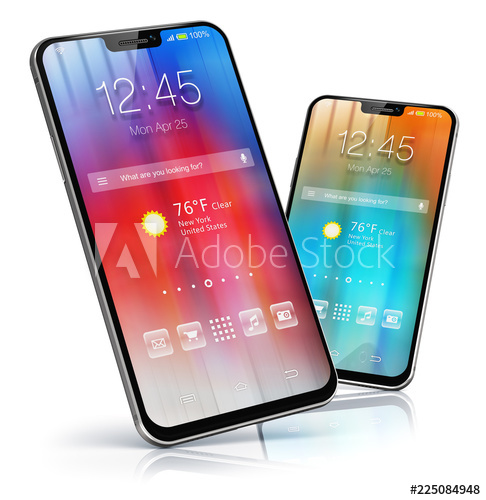 100%
12:45
Mon Apr 25
What are you looking for?
76°F Clear
New York
United States
100%
12:45
Mon Apr 25
What are you looking for?
76°F Clear
New York
United States
Adobe Stock
#225084948